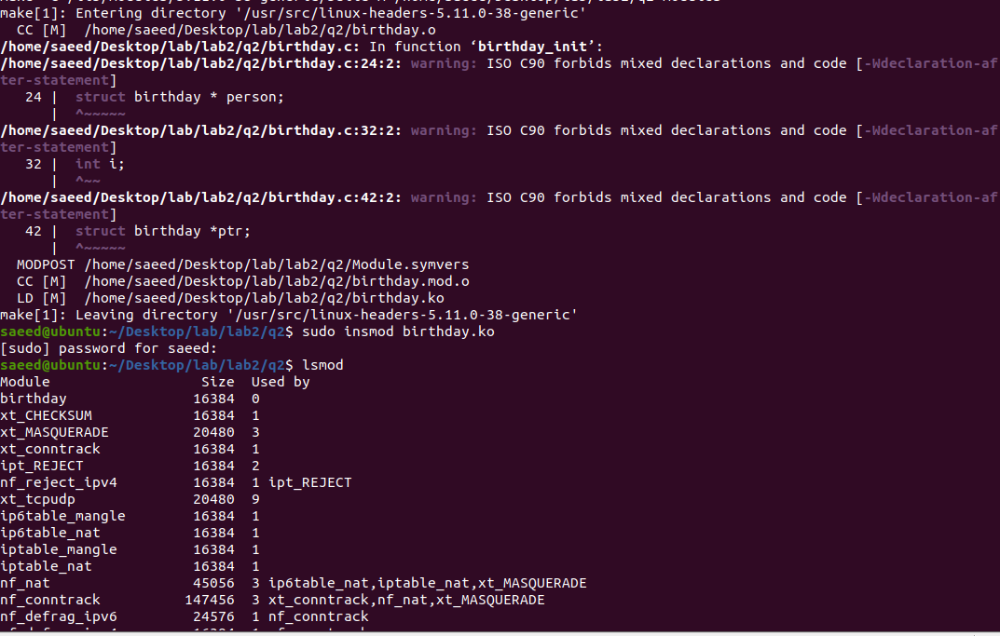 make[1]: Entering directory '/usr/src/linux-headers-5.11.0-38-generic'
  CC [M]  /home/saeed/Desktop/lab/lab2/q2/birthday.o
/home/saeed/Desktop/lab/lab2/q2/birthday.c: In function ‘birthday_init’:
/home/saeed/Desktop/lab/lab2/q2/birthday.c:24:2: warning: ISO C90 forbids mixed declarations and code [-Wdeclaration-af
ter-statement]
   24 |  struct birthday * person;
      |  ^~~~~~
/home/saeed/Desktop/lab/lab2/q2/birthday.c:32:2: warning: ISO C90 forbids mixed declarations and code [-Wdeclaration-af
ter-statement]
   32 |  int i;
      |  ^~~
/home/saeed/Desktop/lab/lab2/q2/birthday.c:42:2: warning: ISO C90 forbids mixed declarations and code [-Wdeclaration-af
ter-statement]
   42 |  struct birthday *ptr;
      |  ^~~~~~
  MODPOST /home/saeed/Desktop/lab/lab2/q2/Module.symvers
  CC [M]  /home/saeed/Desktop/lab/lab2/q2/birthday.mod.o
  LD [M]  /home/saeed/Desktop/lab/lab2/q2/birthday.ko
make[1]: Leaving directory '/usr/src/linux-headers-5.11.0-38-generic'
saeed@ubuntu:~/Desktop/lab/lab2/q2$ sudo insmod birthday.ko
[sudo] password for saeed:
saeed@ubuntu:~/Desktop/lab/lab2/q2$ lsmod
Module                  Size  Used by
birthday               16384  0
xt_CHECKSUM            16384  1
xt_MASQUERADE          20480  3
xt_conntrack           16384  1
ipt_REJECT             16384  2
nf_reject_ipv4         16384  1 ipt_REJECT
xt_tcpudp              20480  9
ip6table_mangle        16384  1
ip6table_nat           16384  1
iptable_mangle         16384  1
iptable_nat            16384  1
nf_nat                 45056  3 ip6table_nat,iptable_nat,xt_MASQUERADE
nf_conntrack          147456  3 xt_conntrack,nf_nat,xt_MASQUERADE
nf_defrag_ipv6         24576  1 nf_conntrack